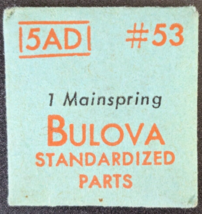 5AD #53
1 Mainspring
BULOVA
STANDARDIZED
PARTS